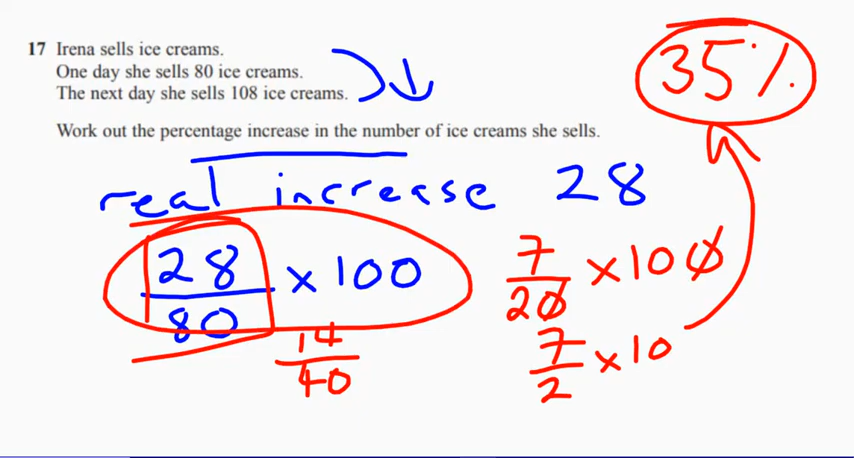 17 Irena sells ice creams.
One day she sells 80 ice creams.
The next day she sells 108 ice creams.
Work out the percentage increase in the number of ice creams she sells.
35%
real increase 28
28/80 × 100
14/40
7/20 × 100
7/2 × 10